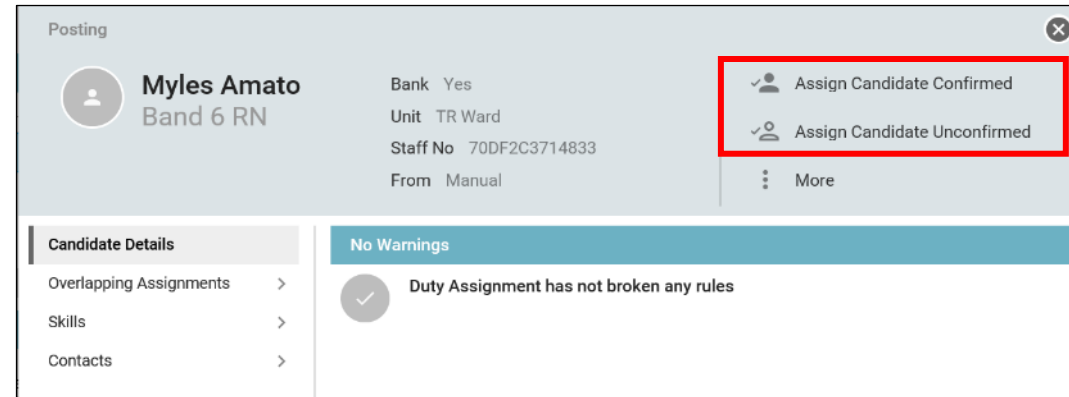 Posting
Myles Amato
Band 6 RN
Bank Yes
Unit TR Ward
Staff No 70DF2C3714833
From Manual
Assign Candidate Confirmed
Assign Candidate Unconfirmed
More
Candidate Details
Overlapping Assignments
Skills
Contacts
No Warnings
Duty Assignment has not broken any rules